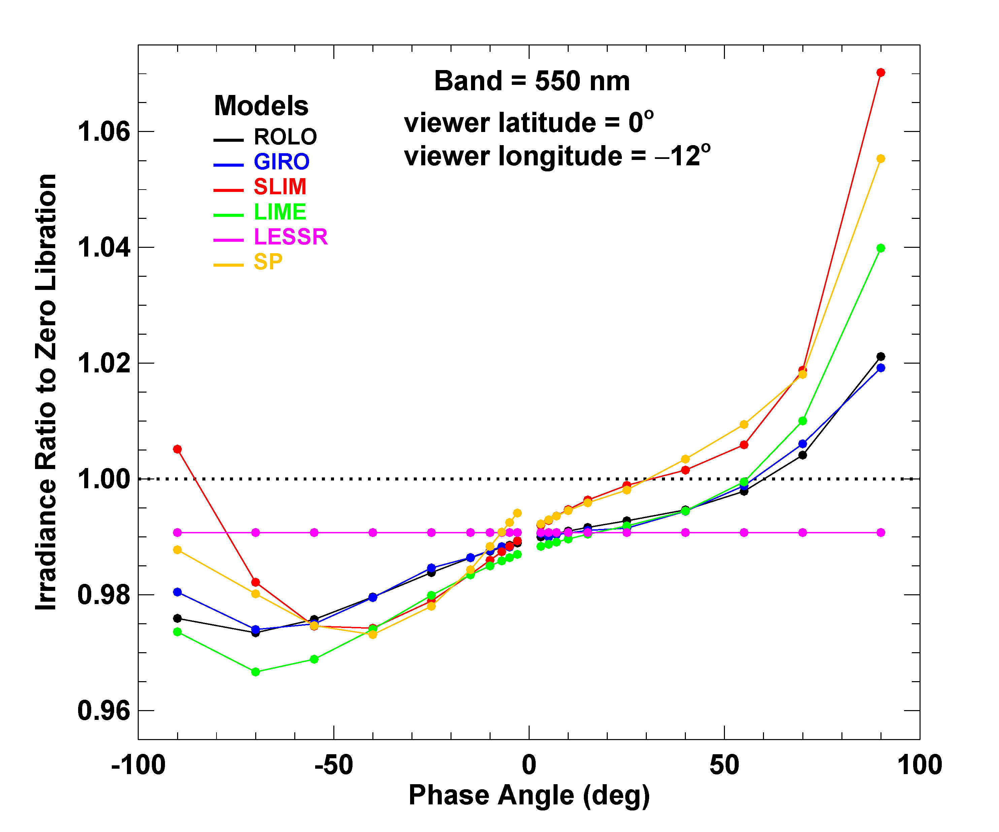 Band = 550 nm
viewer latitude = 0°
viewer longitude = –12°
Models
ROLO
GIRO
SLIM
LIME
LESSR
SP
Irradiance Ratio to Zero Libration
1.06
1.04
1.02
1.00
0.98
0.96
-100
-50
0
50
100
Phase Angle (deg)